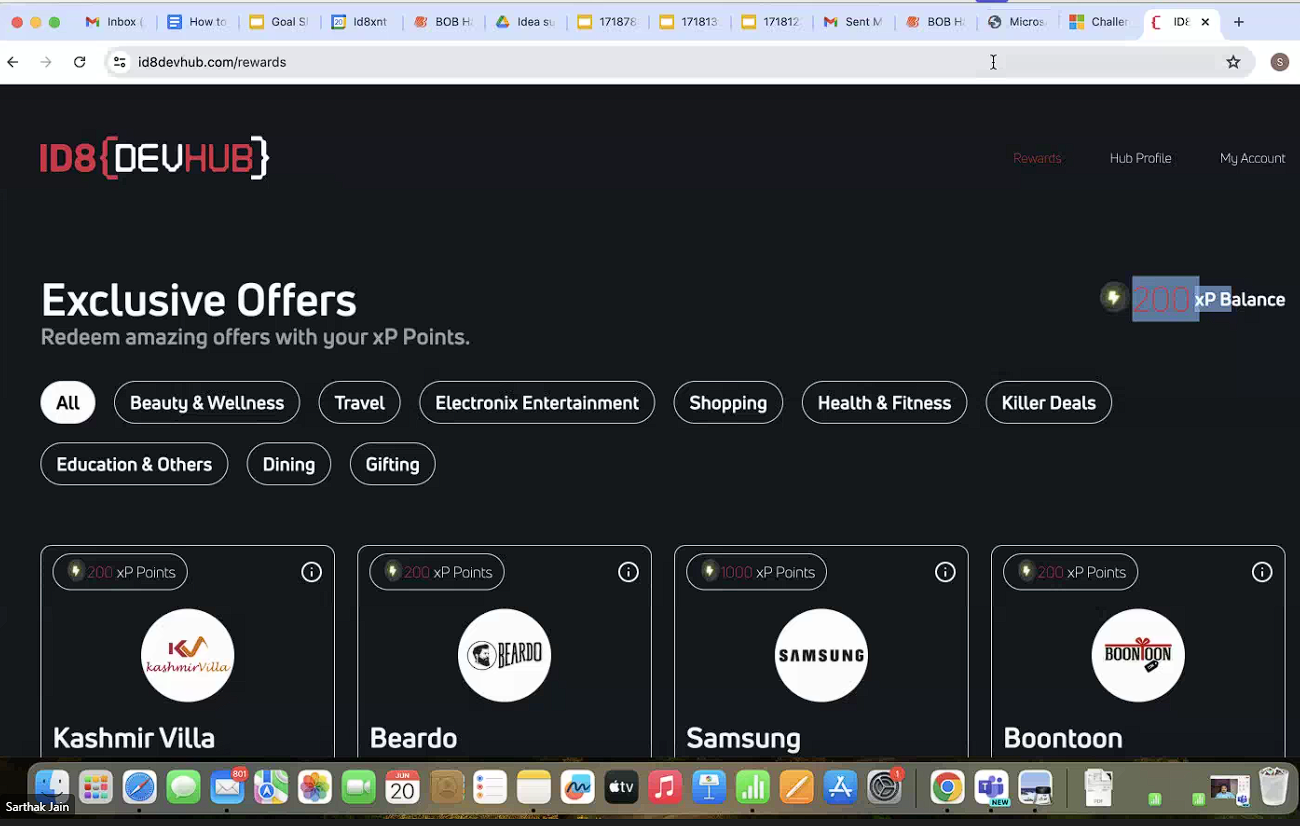 Inbox (
How to
Goal Sl
Id8xnt
BOB H
Idea su
171878
171813
171812
Sent M
BOB H
Micros
Challer
ID8
id8devhub.com/rewards
S
ID8{DEVHUB}
Rewards
Hub Profile
My Account
Exclusive Offers
200 xP Balance
Redeem amazing offers with your xP Points.
All
Beauty & Wellness
Travel
Electronix Entertainment
Shopping
Health & Fitness
Killer Deals
Education & Others
Dining
Gifting
200 xP Points
200 xP Points
1000 xP Points
200 xP Points
KV
kashmirVilla
BEARDO
SAMSUNG
BOONTOON
Kashmir Villa
Beardo
Samsung
Boontoon
801
JUN
20
tv
1
NEW
PDF
Sarthak Jain